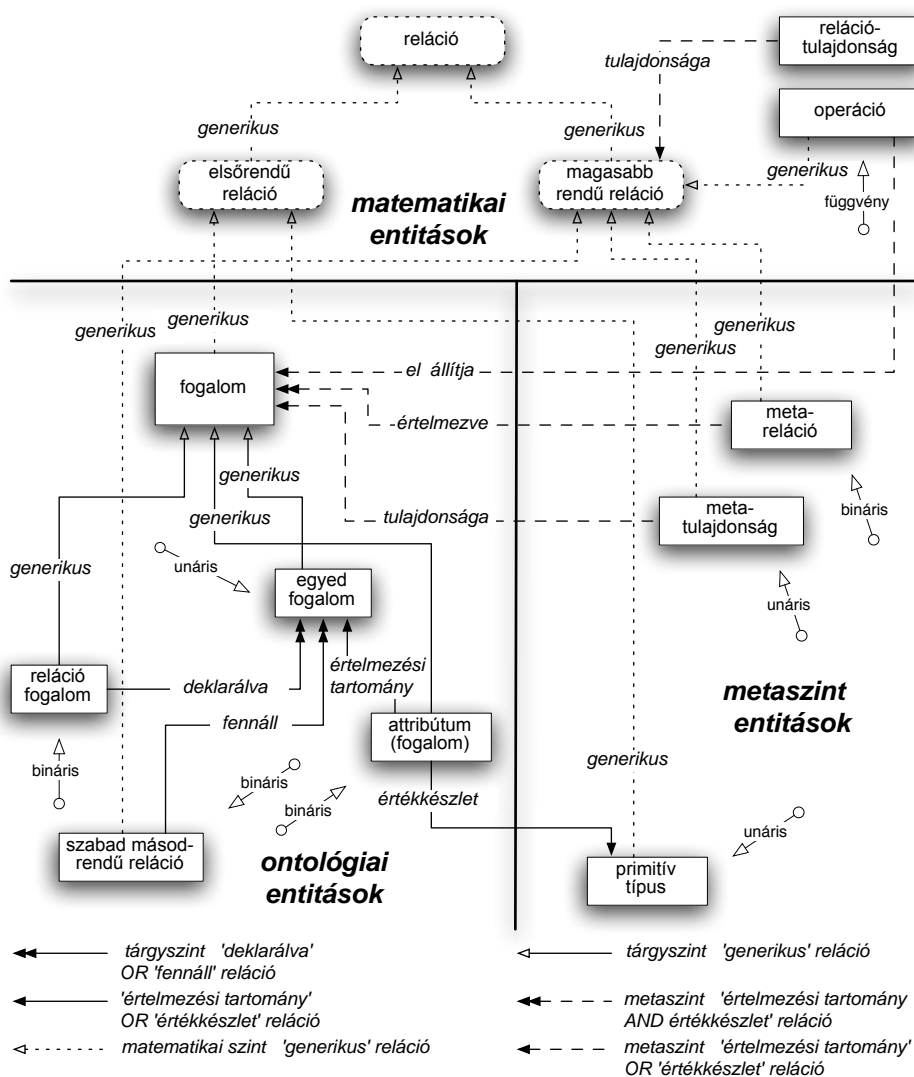 reláció
reláció-
tulajdonság
tulajdonsága
operáció
generikus
generikus
generikus
elsőrendű
reláció
magasabb
rendű reláció
függvény
matematikai
entitások
generikus
generikus
generikus
generikus
fogalom
el állítja
értelmezve
meta-
reláció
generikus
generikus
tulajdonsága
meta-
tulajdonság
bináris
generikus
unáris
egyed
fogalom
unáris
értelmezési
tartomány
reláció
fogalom
deklarálva
fennáll
attribútum
(fogalom)
metaszint
entitások
generikus
bináris
bináris
bináris
értékkészlet
unáris
szabad másod-
rendű reláció
ontológiai
entitások
primitív
típus
tárgyszint 'deklarálva'
OR 'fennáll' reláció
'értelmezési tartomány'
OR 'értékkészlet' reláció
matematikai szint 'generikus' reláció
tárgyszint 'generikus' reláció
metaszint 'értelmezési tartomány
AND értékkészlet' reláció
metaszint 'értelmezési tartomány'
OR 'értékkészlet' reláció